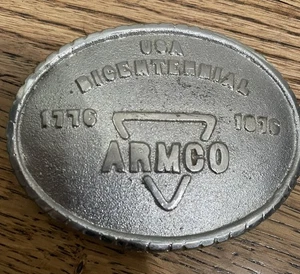 USA
BICENTENNIAL
1776 1976
ARMCO